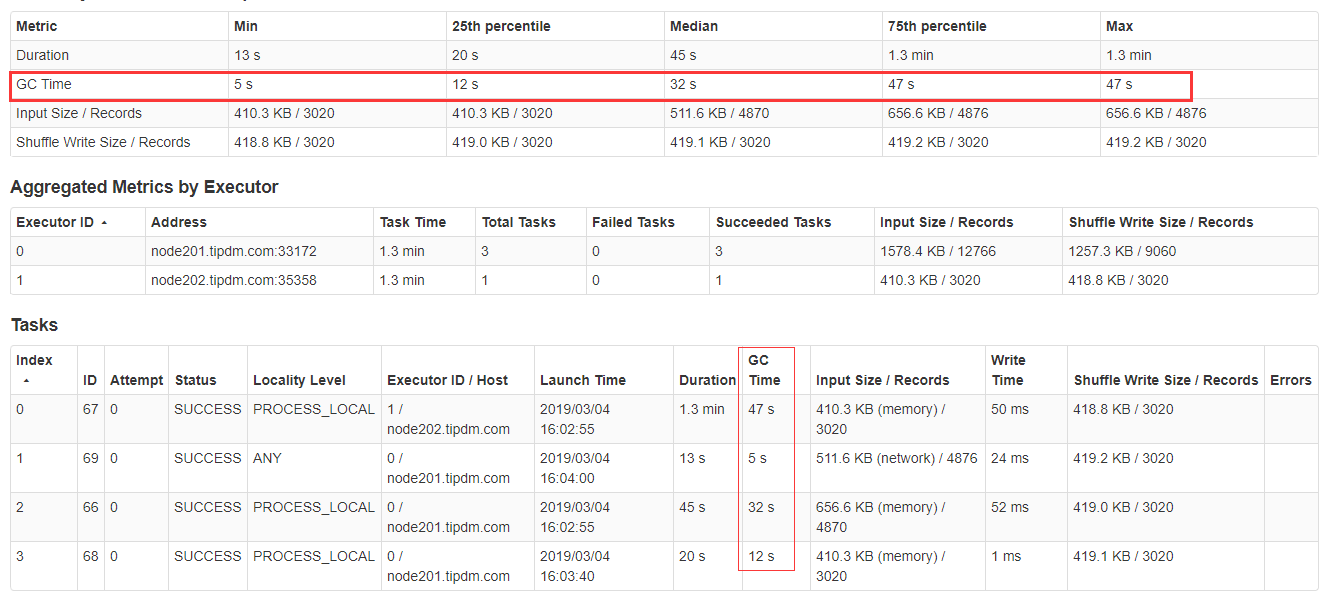 Metric Min 25th percentile Median 75th percentile Max
Duration 13 s 20 s 45 s 1.3 min 1.3 min
GC Time 5 s 12 s 32 s 47 s 47 s
Input Size / Records 410.3 KB / 3020 410.3 KB / 3020 511.6 KB / 4870 656.6 KB / 4876 656.6 KB / 4876
Shuffle Write Size / Records 418.8 KB / 3020 419.0 KB / 3020 419.1 KB / 3020 419.2 KB / 3020 419.2 KB / 3020
Aggregated Metrics by Executor
Executor ID Address Task Time Total Tasks Failed Tasks Succeeded Tasks Input Size / Records Shuffle Write Size / Records
0 node201.tipdm.com:33172 1.3 min 3 0 3 1578.4 KB / 12766 1257.3 KB / 9060
1 node202.tipdm.com:35358 1.3 min 1 0 1 410.3 KB / 3020 418.8 KB / 3020
Tasks
Index ID Attempt Status Locality Level Executor ID / Host Launch Time Duration GC Time Input Size / Records Write Time Shuffle Write Size / Records Errors
0 67 0 SUCCESS PROCESS_LOCAL 1 / node202.tipdm.com 2019/03/04 16:02:55 1.3 min 47 s 410.3 KB (memory) / 3020 50 ms 418.8 KB / 3020
1 69 0 SUCCESS ANY 0 / node201.tipdm.com 2019/03/04 16:04:00 13 s 5 s 511.6 KB (network) / 4876 24 ms 419.2 KB / 3020
2 66 0 SUCCESS PROCESS_LOCAL 0 / node201.tipdm.com 2019/03/04 16:02:55 45 s 32 s 656.6 KB (memory) / 4870 52 ms 419.0 KB / 3020
3 68 0 SUCCESS PROCESS_LOCAL 0 / node201.tipdm.com 2019/03/04 16:03:40 20 s 12 s 410.3 KB (memory) / 3020 1 ms 419.1 KB / 3020